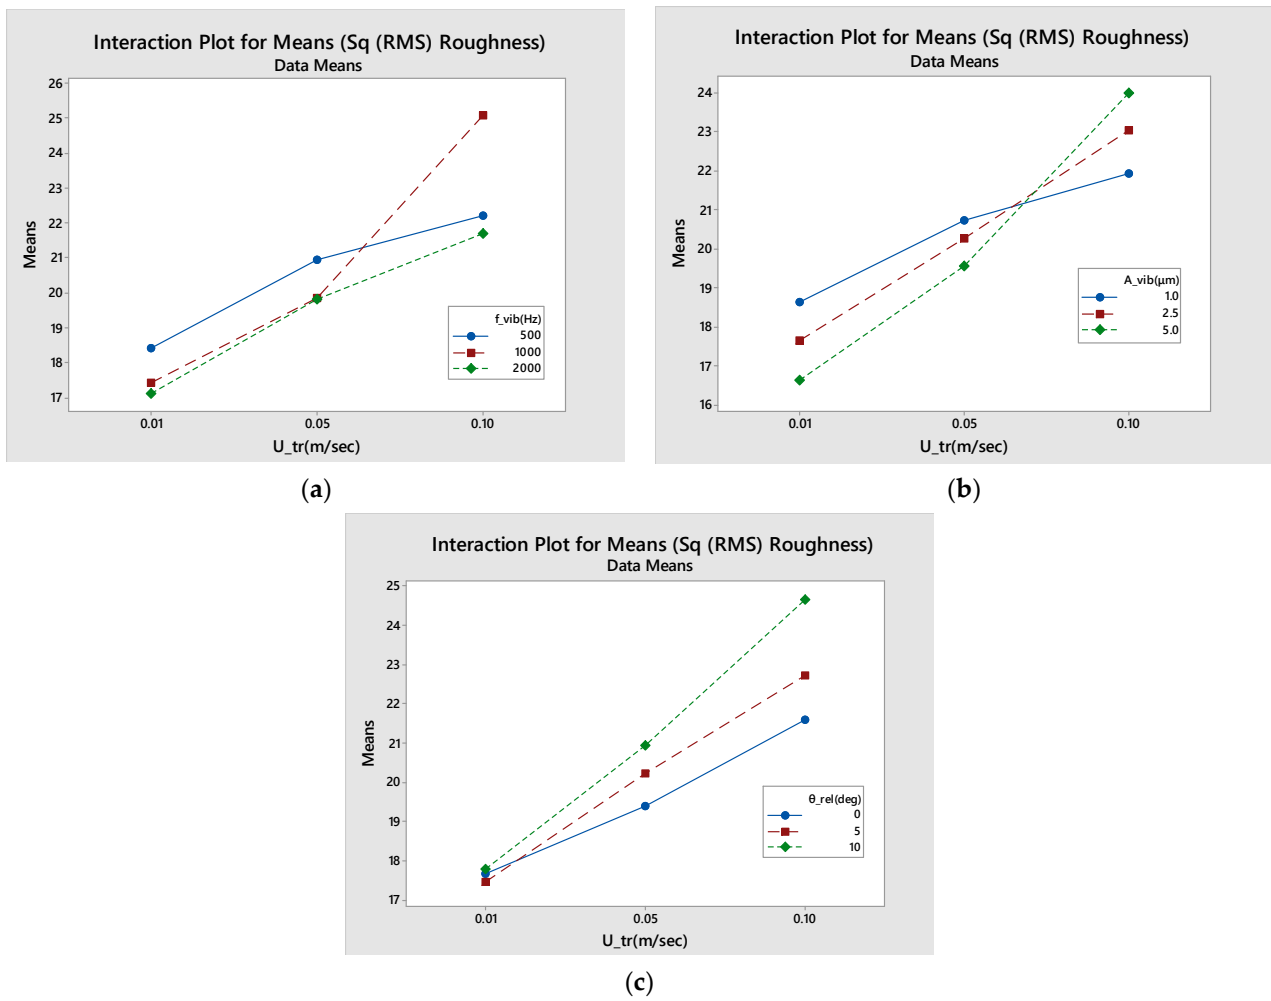 Interaction Plot for Means (Sq (RMS) Roughness)
Data Means
26
25
24
23
22
21
20
19
18
17
Means
0.01 0.05 0.10
U_tr(m/sec)
f_vib(Hz)
500
1000
2000
(a)
Interaction Plot for Means (Sq (RMS) Roughness)
Data Means
24
23
22
21
20
19
18
17
16
Means
0.01 0.05 0.10
U_tr(m/sec)
A_vib(µm)
1.0
2.5
5.0
(b)
Interaction Plot for Means (Sq (RMS) Roughness)
Data Means
25
24
23
22
21
20
19
18
17
Means
0.01 0.05 0.10
U_tr(m/sec)
θ_rel(deg)
0
5
10
(c)